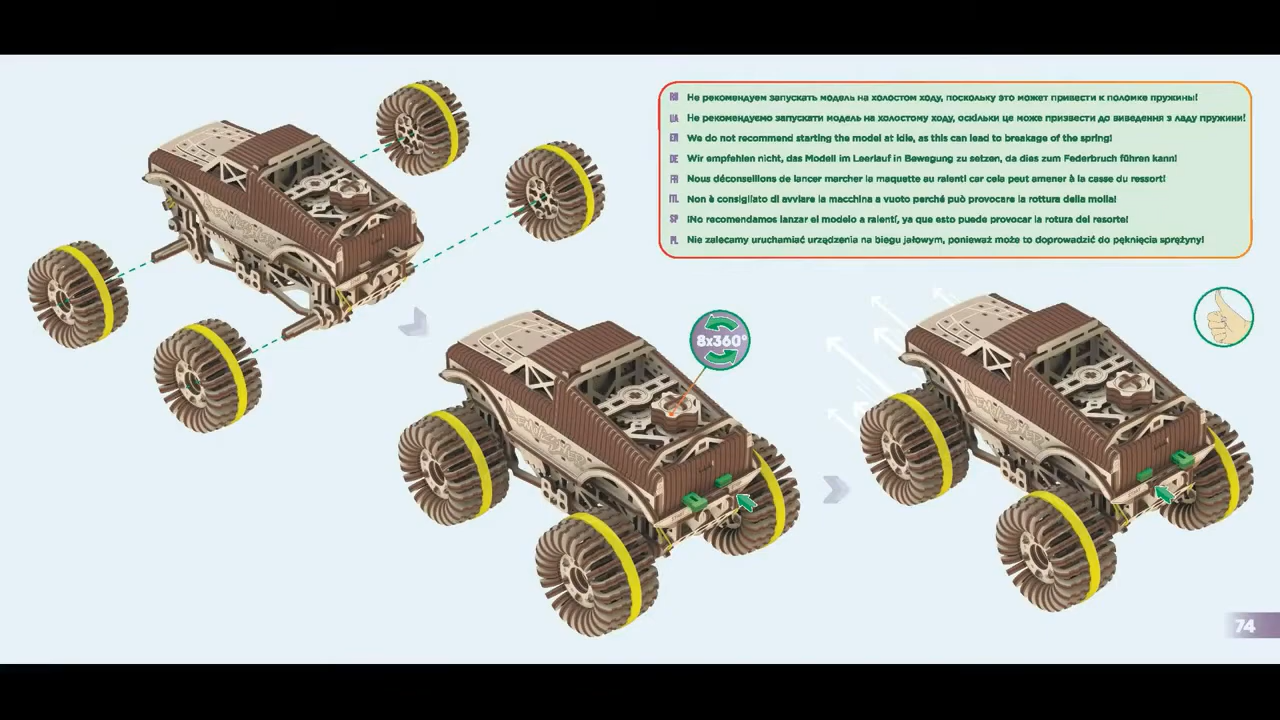 RU Не рекомендуем запускать модель на холостом ходу, поскольку это может привести к поломке пружины!
UA Не рекомендуємо запускати модель на холостому ходу, оскільки це може призвести до виведення з ладу пружини!
EN We do not recommend starting the model at idle, as this can lead to breakage of the spring!
DE Wir empfehlen nicht, das Modell im Leerlauf in Bewegung zu setzen, da dies zum Federbruch führen kann!
FR Nous déconseillons de lancer marcher la maquette au ralenti car cela peut amener à la casse du ressort!
ITL Non è consigliato di avviare la macchina a vuoto perché può provocare la rottura della molla!
SP ¡No recomendamos lanzar el modelo a ralentí, ya que esto puede provocar la rotura del resorte!
PL Nie zalecamy uruchamiać urządzenia na biegu jałowym, ponieważ może to doprowadzić do pęknięcia sprężyny!
8x360°
74